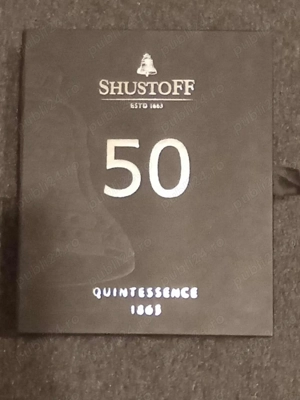 SHUSTOFF
ESTD 1863
50
QUINTESSENCE
1863